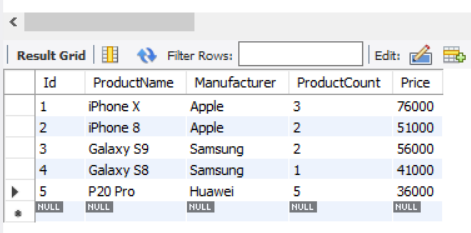 Result Grid Filter Rows: Edit:
Id ProductName Manufacturer ProductCount Price
1 iPhone X Apple 3 76000
2 iPhone 8 Apple 2 51000
3 Galaxy S9 Samsung 2 56000
4 Galaxy S8 Samsung 1 41000
5 P20 Pro Huawei 5 36000
NULL NULL NULL NULL NULL